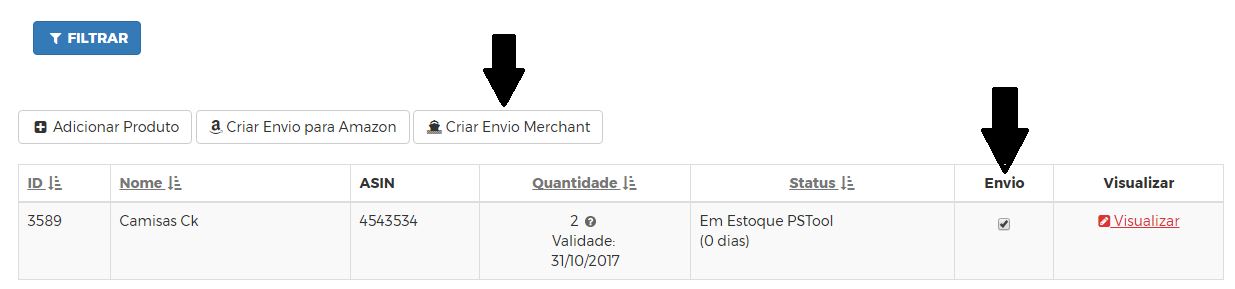 FILTRAR
Adicionar Produto Criar Envio para Amazon Criar Envio Merchant
ID Nome ASIN Quantidade Status Envio Visualizar
3589 Camisas Ck 4543534 2 Em Estoque PSTool Visualizar
Validade: (0 dias)
31/10/2017